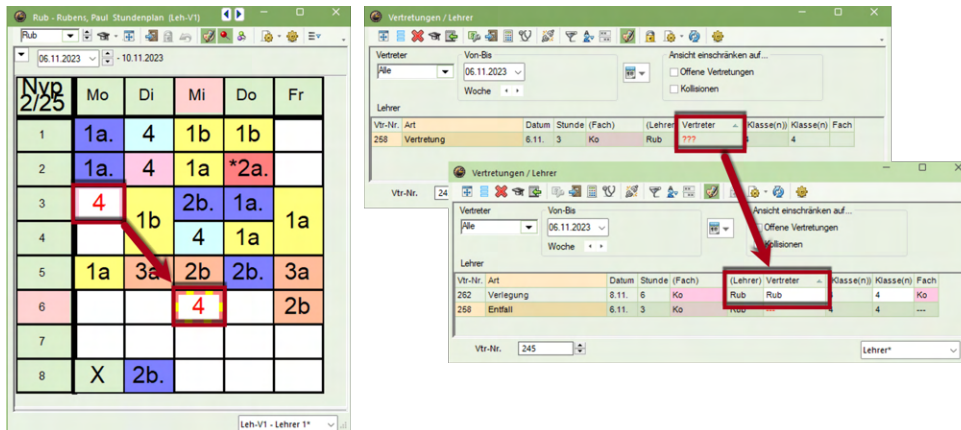 Rub - Rubens, Paul Stundenplan (Leh-V1)
Rub
06.11.2023 - 10.11.2023
Nvp 2/25 Mo Di Mi Do Fr
1 1a. 4 1b 1b
2 1a. 4 1a *2a.
3 4 1b 2b. 1a. 1a
4 4 1a
5 1a 3a 2b 2b. 3a
6 4 2b
7
8 X 2b.
Leh-V1 - Lehrer 1*
Vertretungen / Lehrer
Vertreter Von-Bis Ansicht einschränken auf...
Alle 06.11.2023 Offene Vertretungen
Woche Kollisionen
Lehrer
Vtr-Nr. Art Datum Stunde (Fach) (Lehrer Vertreter Klasse(n)) Klasse(n) Fach
258 Vertretung 6.11. 3 Ko Rub ??? 4 4
Vtr-Nr. 24
Vertretungen / Lehrer
Vertreter Von-Bis Ansicht einschränken auf...
Alle 06.11.2023 Offene Vertretungen
Woche Kollisionen
Lehrer
Vtr-Nr. Art Datum Stunde (Fach) (Lehrer) Vertreter Klasse(n)) Klasse(n) Fach
262 Verlegung 8.11. 6 Ko Rub Rub 4 4 Ko
258 Entfall 6.11. 3 Ko Rub --- 4 4 ---
Vtr-Nr. 245
Lehrer*